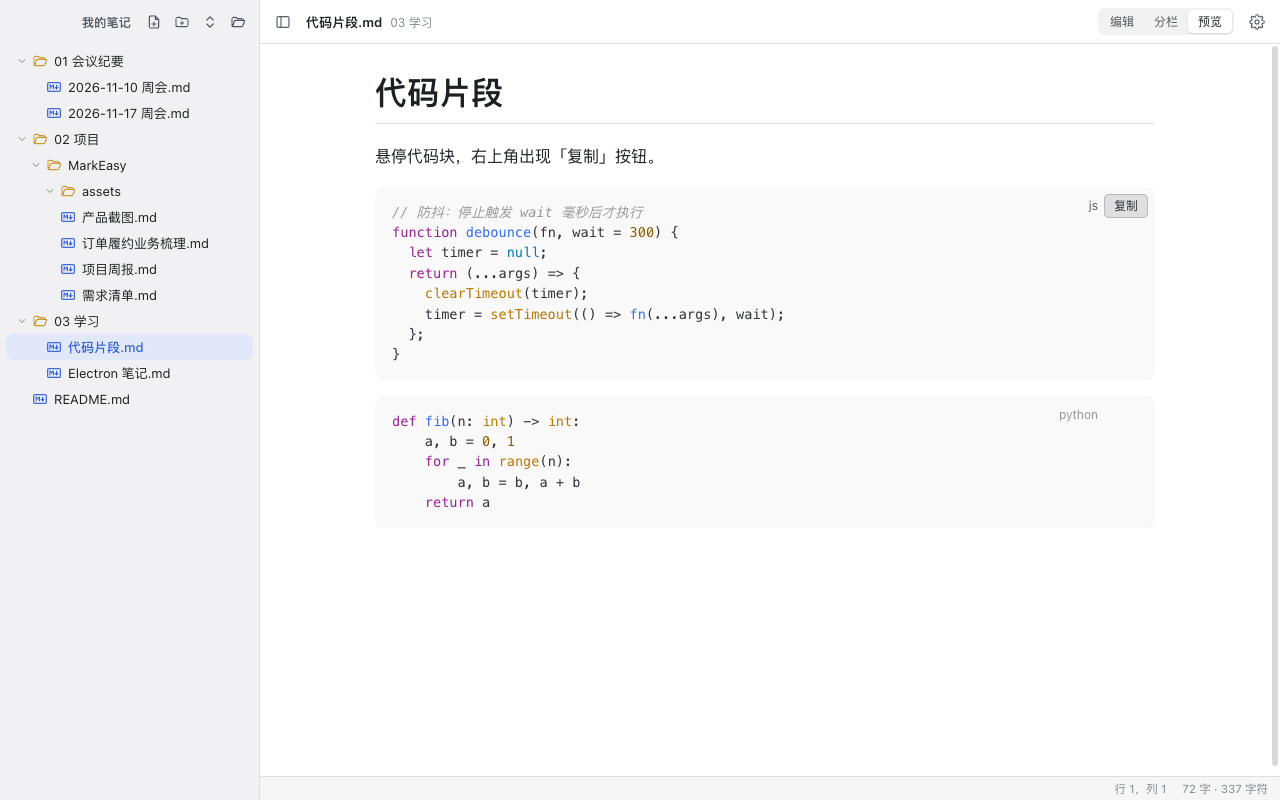 我的笔记
01 会议纪要
2026-11-10 周会.md
2026-11-17 周会.md
02 项目
MarkEasy
assets
产品截图.md
订单履约业务梳理.md
项目周报.md
需求清单.md
03 学习
代码片段.md
Electron 笔记.md
README.md
代码片段.md 03 学习
编辑 分栏 预览
代码片段
悬停代码块，右上角出现「复制」按钮。
js 复制
// 防抖：停止触发 wait 毫秒后才执行
function debounce(fn, wait = 300) {
  let timer = null;
  return (...args) => {
    clearTimeout(timer);
    timer = setTimeout(() => fn(...args), wait);
  };
}
python
def fib(n: int) -> int:
    a, b = 0, 1
    for _ in range(n):
        a, b = b, a + b
    return a
行 1，列 1 72 字 · 337 字符